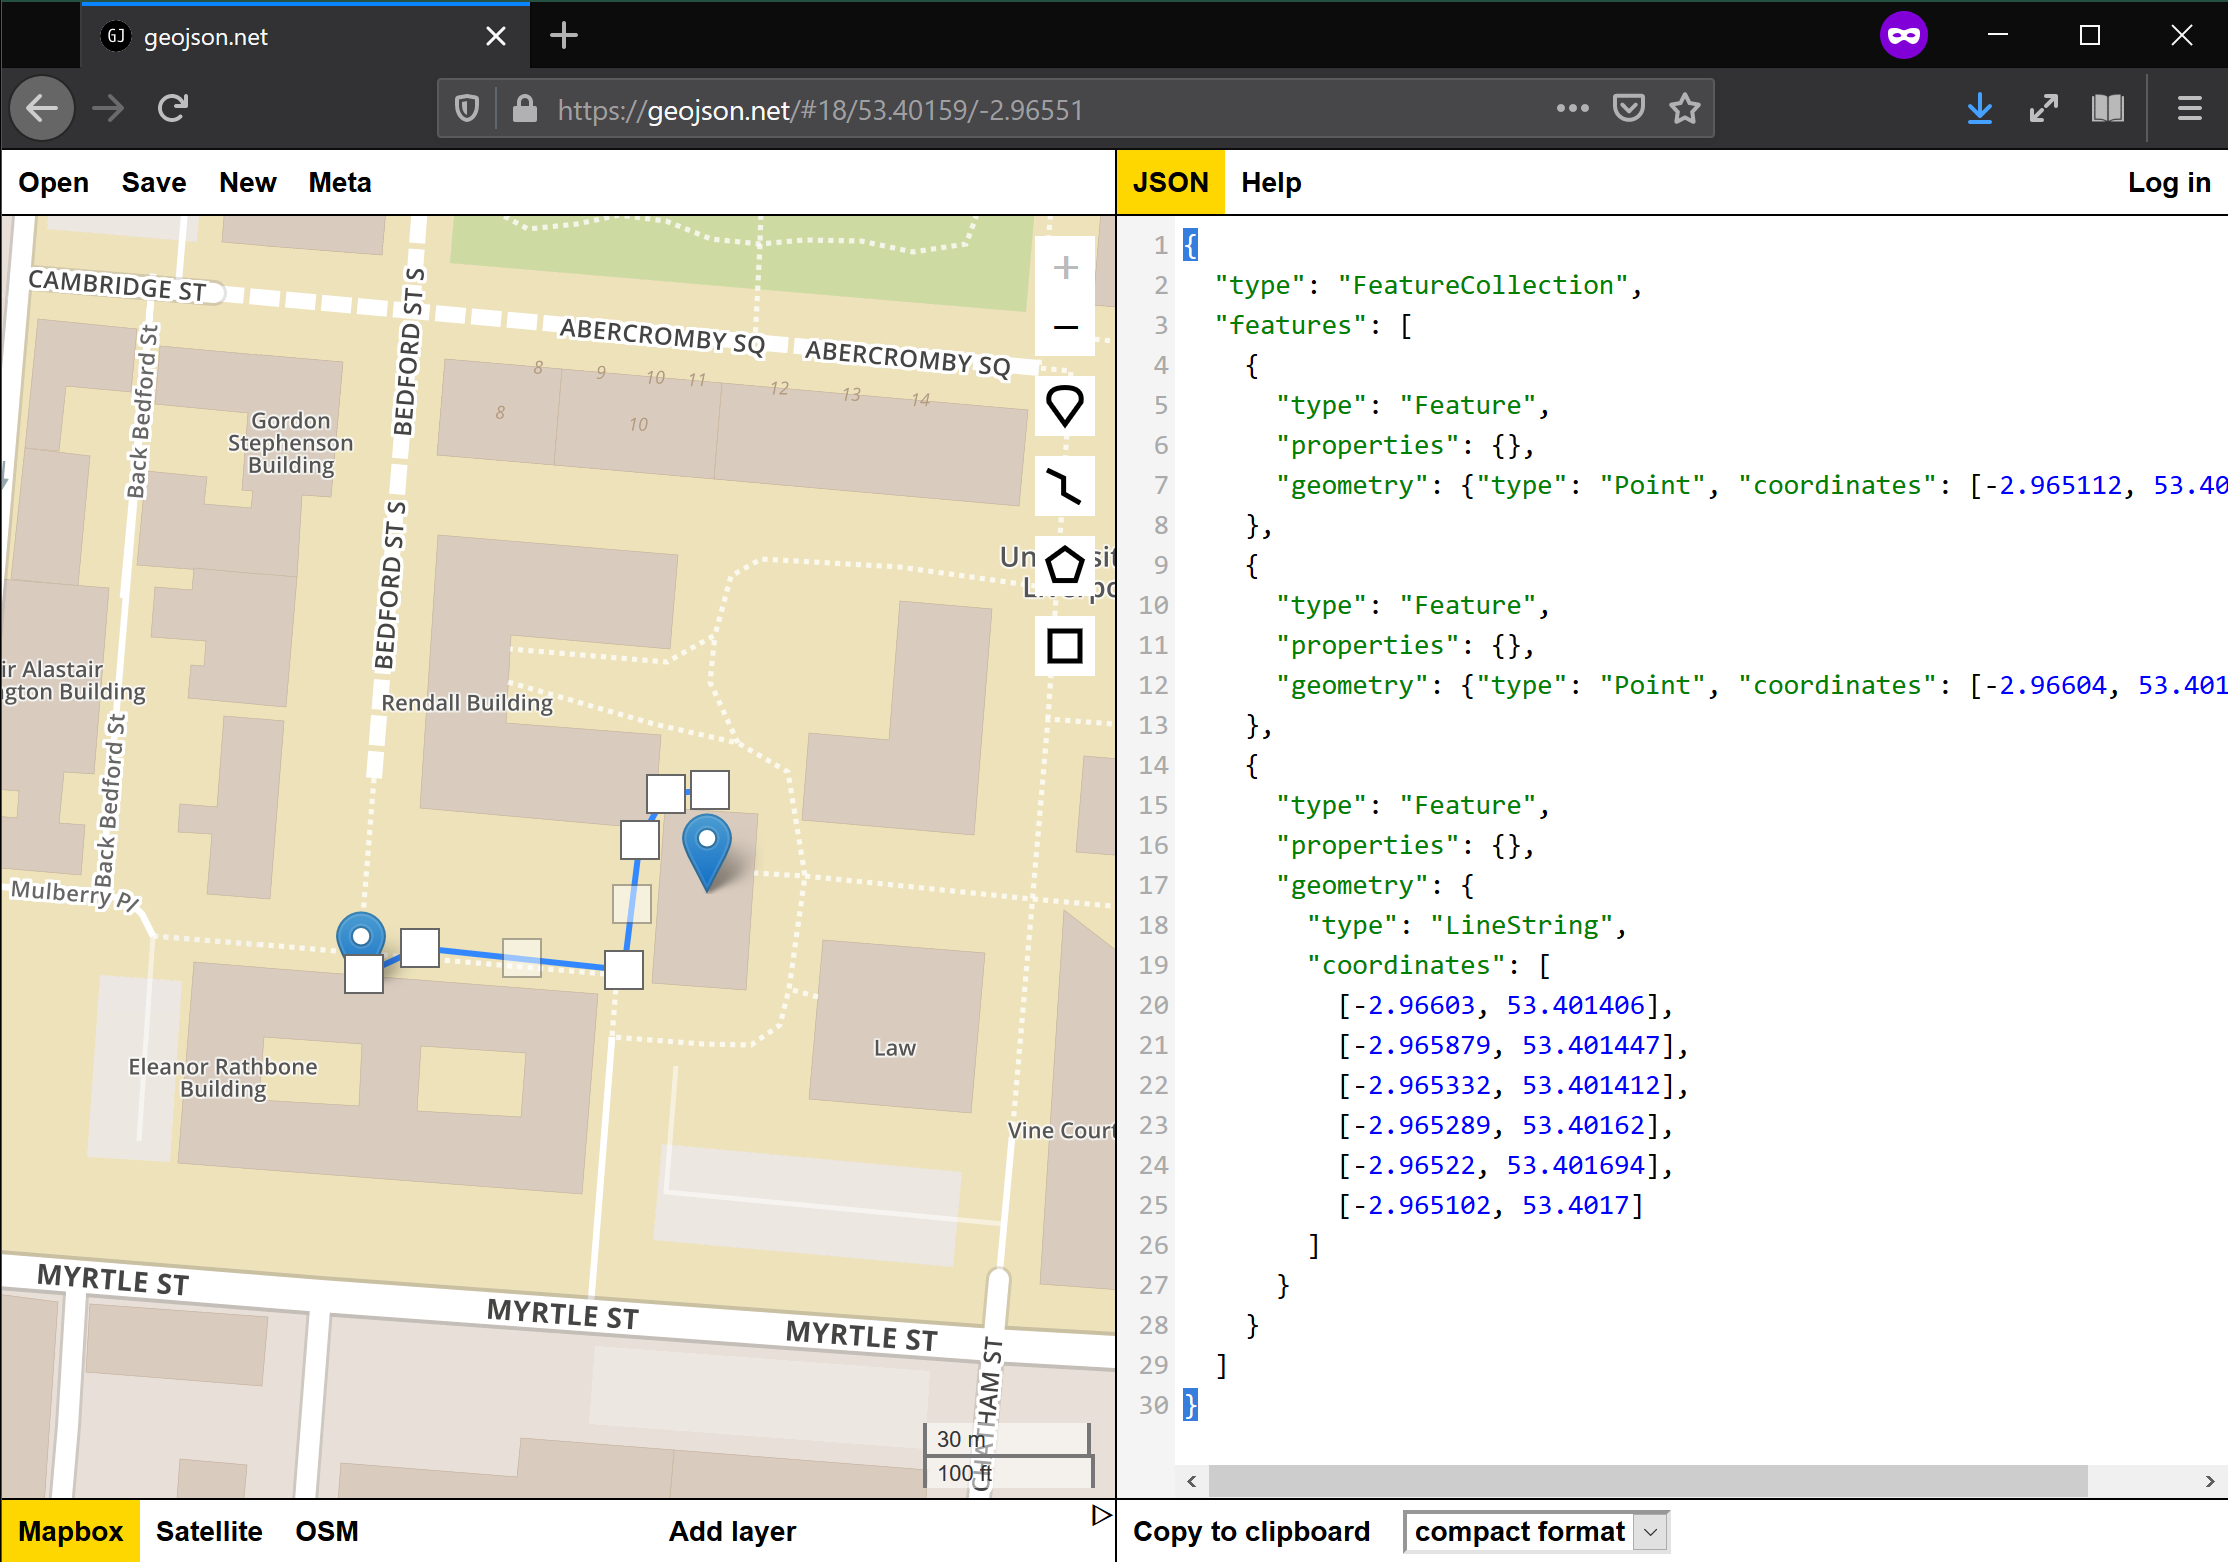 GJ geojson.net
https://geojson.net/#18/53.40159/-2.96551
Open Save New Meta
JSON Help Log in
CAMBRIDGE ST
BEDFORD ST S
ABERCROMBY SQ
ABERCROMBY SQ
Back Bedford St
8 9 10 11 12 13 14
8 10
Gordon
Stephenson
Building
BEDFORD ST S
ir Alastair
gton Building
Rendall Building
Back Bedford St
Mulberry Pl
Eleanor Rathbone
Building
Law
Vine Court
MYRTLE ST
MYRTLE ST
MYRTLE ST
CHATHAM ST
30 m
100 ft
+
−
1 {
2 "type": "FeatureCollection",
3 "features": [
4 {
5 "type": "Feature",
6 "properties": {},
7 "geometry": {"type": "Point", "coordinates": [-2.965112, 53.40
8 },
9 {
10 "type": "Feature",
11 "properties": {},
12 "geometry": {"type": "Point", "coordinates": [-2.96604, 53.401
13 },
14 {
15 "type": "Feature",
16 "properties": {},
17 "geometry": {
18 "type": "LineString",
19 "coordinates": [
20 [-2.96603, 53.401406],
21 [-2.965879, 53.401447],
22 [-2.965332, 53.401412],
23 [-2.965289, 53.40162],
24 [-2.96522, 53.401694],
25 [-2.965102, 53.4017]
26 ]
27 }
28 }
29 ]
30 }
Mapbox Satellite OSM Add layer
Copy to clipboard compact format